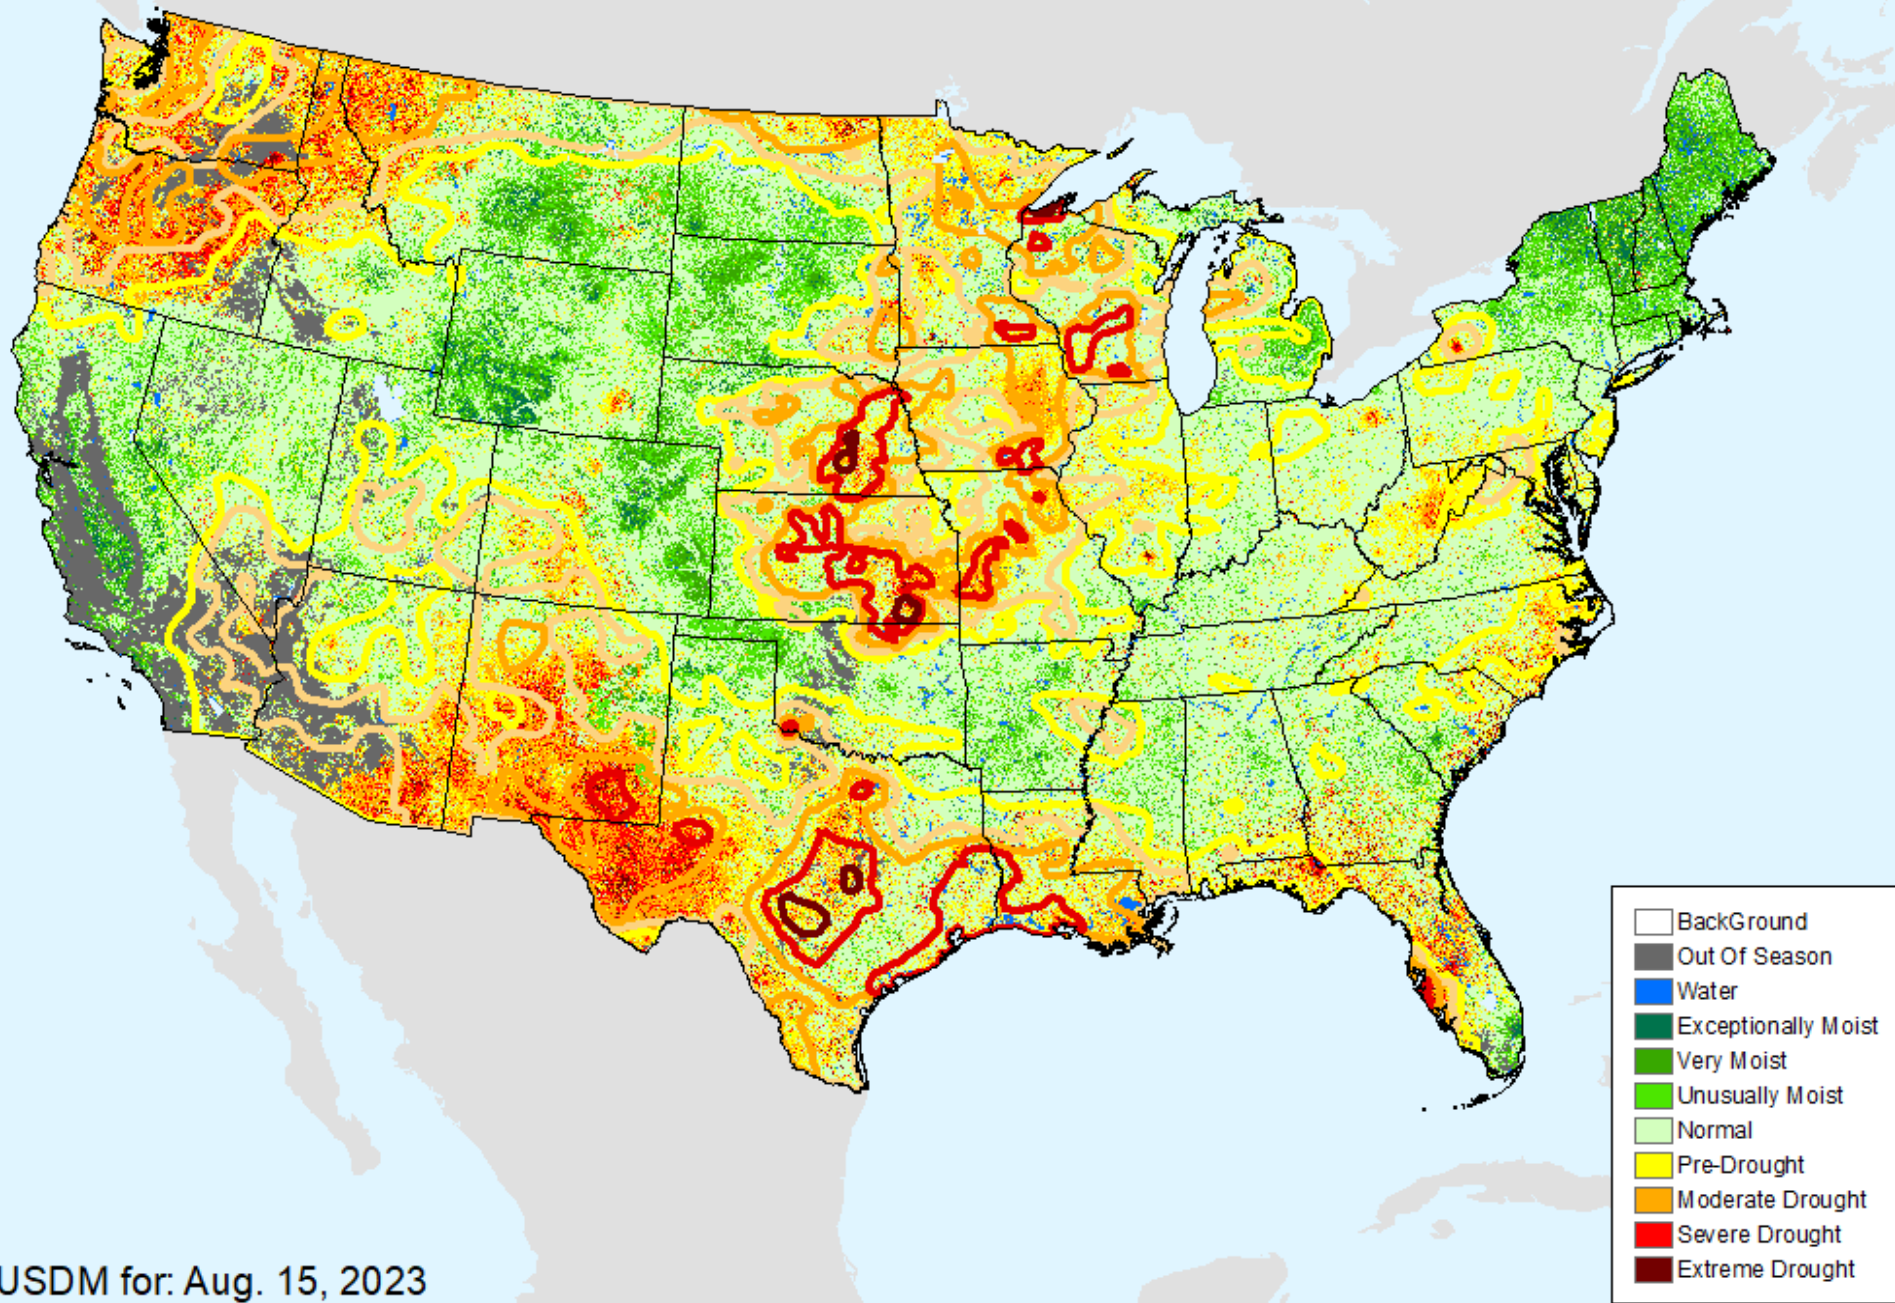 BackGround
Out Of Season
Water
Exceptionally Moist
Very Moist
Unusually Moist
Normal
Pre-Drought
Moderate Drought
Severe Drought
Extreme Drought
USDM for: Aug. 15, 2023